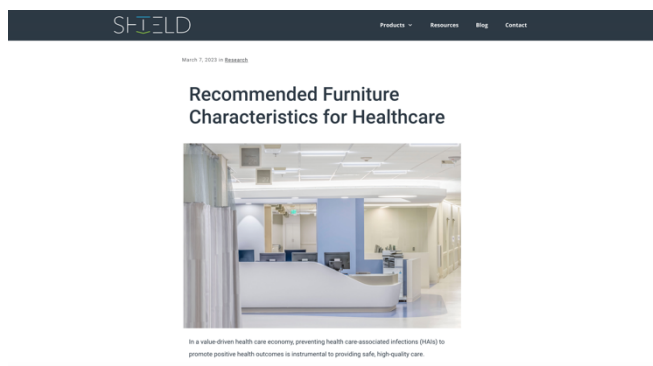 SHIELD
Products
Resources
Blog
Contact
March 7, 2023 in Research
Recommended Furniture
Characteristics for Healthcare
In a value-driven health care economy, preventing health care-associated infections (HAIs) to
promote positive health outcomes is instrumental to providing safe, high-quality care.